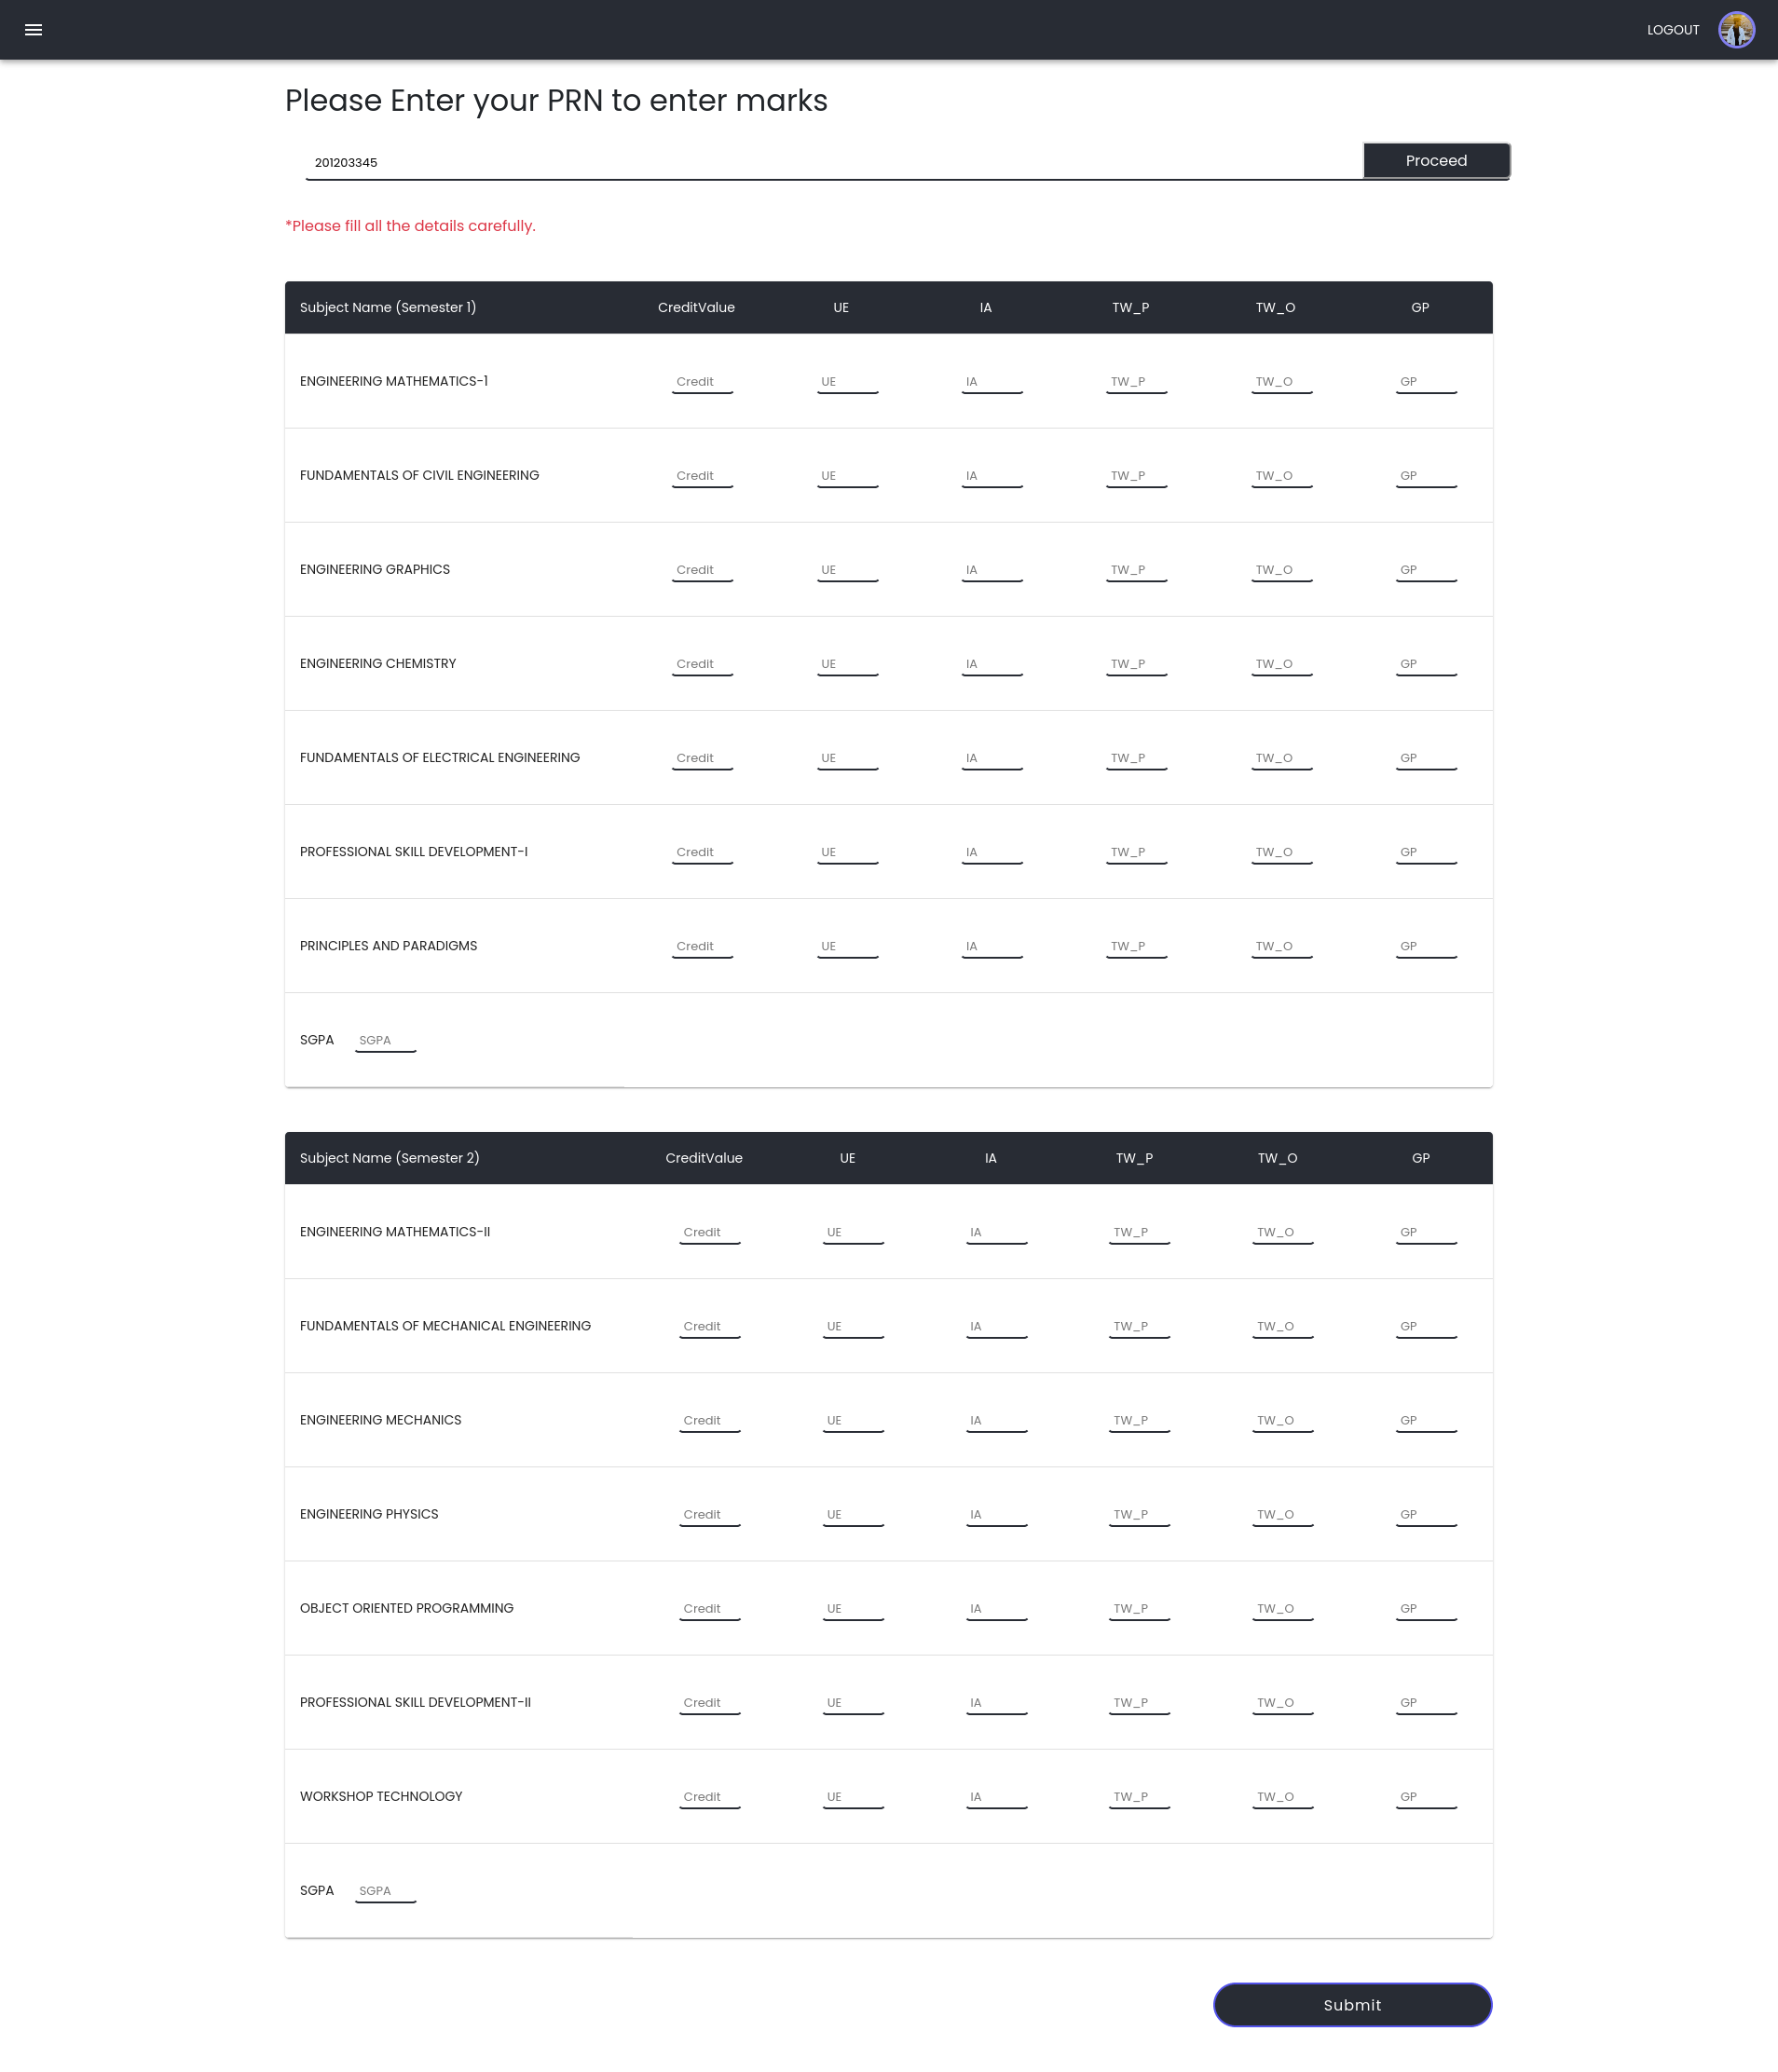 LOGOUT
Please Enter your PRN to enter marks
201203345 Proceed
*Please fill all the details carefully.
Subject Name (Semester 1) CreditValue UE IA TW_P TW_O GP
ENGINEERING MATHEMATICS-1 Credit UE IA TW_P TW_O GP
FUNDAMENTALS OF CIVIL ENGINEERING Credit UE IA TW_P TW_O GP
ENGINEERING GRAPHICS Credit UE IA TW_P TW_O GP
ENGINEERING CHEMISTRY Credit UE IA TW_P TW_O GP
FUNDAMENTALS OF ELECTRICAL ENGINEERING Credit UE IA TW_P TW_O GP
PROFESSIONAL SKILL DEVELOPMENT-I Credit UE IA TW_P TW_O GP
PRINCIPLES AND PARADIGMS Credit UE IA TW_P TW_O GP
SGPA SGPA
Subject Name (Semester 2) CreditValue UE IA TW_P TW_O GP
ENGINEERING MATHEMATICS-II Credit UE IA TW_P TW_O GP
FUNDAMENTALS OF MECHANICAL ENGINEERING Credit UE IA TW_P TW_O GP
ENGINEERING MECHANICS Credit UE IA TW_P TW_O GP
ENGINEERING PHYSICS Credit UE IA TW_P TW_O GP
OBJECT ORIENTED PROGRAMMING Credit UE IA TW_P TW_O GP
PROFESSIONAL SKILL DEVELOPMENT-II Credit UE IA TW_P TW_O GP
WORKSHOP TECHNOLOGY Credit UE IA TW_P TW_O GP
SGPA SGPA
Submit